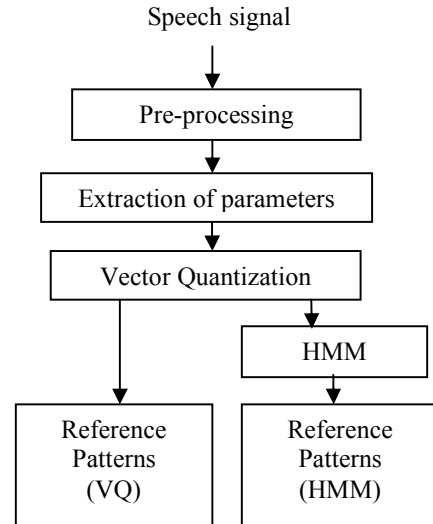 Speech signal
Pre-processing
Extraction of parameters
Vector Quantization
HMM
Reference
Patterns
(VQ)
Reference
Patterns
(HMM)